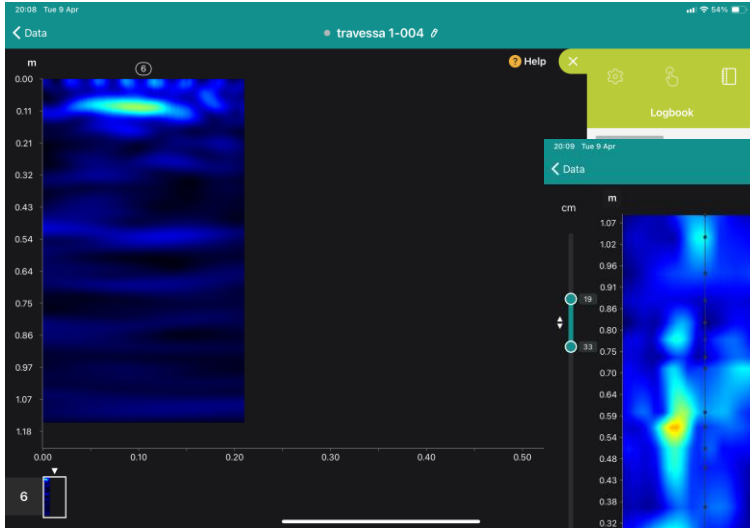 20:08 Tue 9 Apr
54%
Data
travessa 1-004
m
6
Help
Logbook
0.00
0.11
0.21
0.32
0.43
0.54
0.64
0.75
0.86
0.97
1.07
1.18
0.00 0.10 0.20 0.30 0.40 0.50
6
20:09 Tue 9 Apr
Data
cm
m
19
33
1.07
1.02
0.96
0.91
0.86
0.80
0.75
0.70
0.64
0.59
0.54
0.48
0.43
0.38
0.32